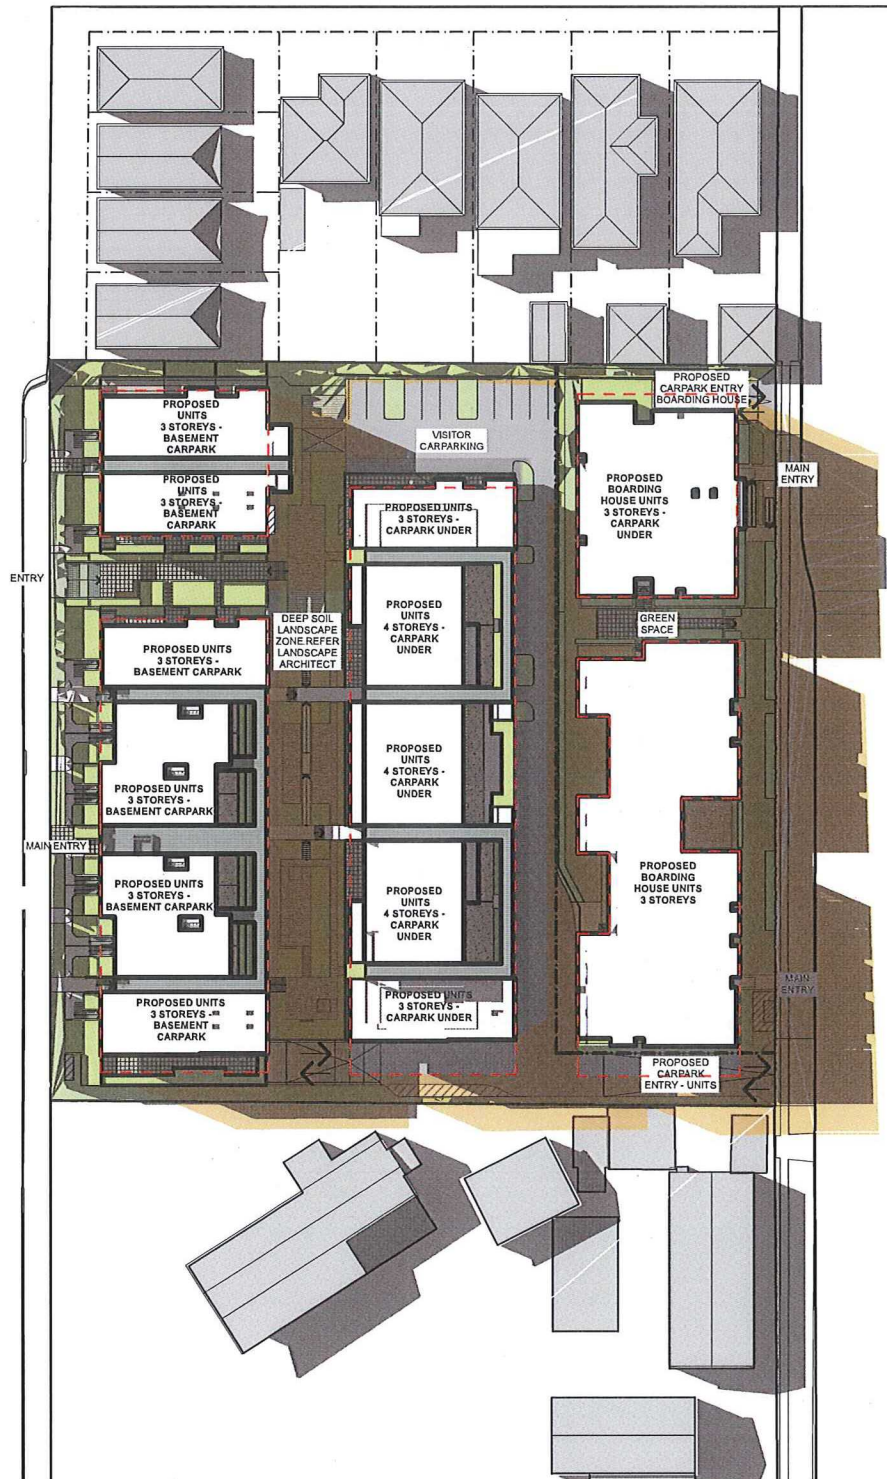 PROPOSED
CARPARK ENTRY
BOARDING HOUSE
PROPOSED
UNITS
3 STOREYS -
BASEMENT
CARPARK
VISITOR
CARPARKING
PROPOSED
UNITS
3 STOREYS -
BASEMENT
CARPARK
PROPOSED
BOARDING
HOUSE UNITS
3 STOREYS -
CARPARK
UNDER
MAIN
ENTRY
PROPOSED UNITS
3 STOREYS -
CARPARK UNDER
ENTRY
DEEP SOIL
LANDSCAPE
ZONE.REFER
LANDSCAPE
ARCHITECT
PROPOSED
UNITS
4 STOREYS -
CARPARK
UNDER
GREEN
SPACE
PROPOSED UNITS
3 STOREYS -
BASEMENT CARPARK
PROPOSED UNITS
3 STOREYS -
BASEMENT CARPARK
PROPOSED
UNITS
4 STOREYS -
CARPARK
UNDER
MAIN ENTRY
PROPOSED UNITS
3 STOREYS -
BASEMENT CARPARK
PROPOSED
UNITS
4 STOREYS -
CARPARK
UNDER
PROPOSED
BOARDING
HOUSE UNITS
3 STOREYS
PROPOSED UNITS
3 STOREYS -
BASEMENT
CARPARK
PROPOSED UNITS
3 STOREYS -
CARPARK UNDER
MAIN
ENTRY
PROPOSED
CARPARK
ENTRY - UNITS